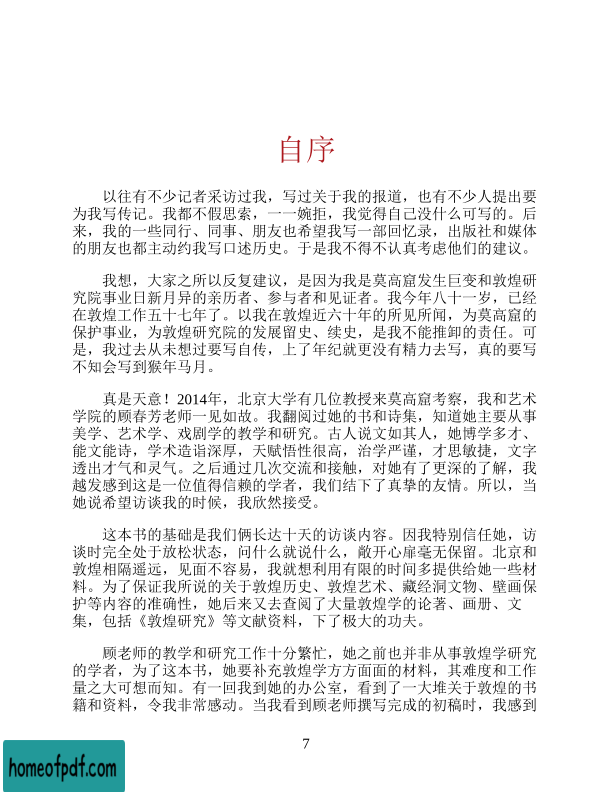 自序
以往有不少记者采访过我，写过关于我的报道，也有不少人提出要
为我写传记。我都不假思索，一一婉拒，我觉得自己没什么可写的。后
来，我的一些同行、同事、朋友也希望我写一部回忆录，出版社和媒体
的朋友也都主动约我写口述历史。于是我不得不认真考虑他们的建议。
我想，大家之所以反复建议，是因为我是莫高窟发生巨变和敦煌研
究院事业日新月异的亲历者、参与者和见证者。我今年八十一岁，已经
在敦煌工作五十七年了。以我在敦煌近六十年的所见所闻，为莫高窟的
保护事业，为敦煌研究院的发展留史、续史，是我不能推卸的责任。可
是，我过去从未想过要写自传，上了年纪就更没有精力去写，真的要写
不知会写到猴年马月。
真是天意！2014年，北京大学有几位教授来莫高窟考察，我和艺术
学院的顾春芳老师一见如故。我翻阅过她的书和诗集，知道她主要从事
美学、艺术学、戏剧学的教学和研究。古人说文如其人，她博学多才、
能文能诗，学术造诣深厚，天赋悟性很高，治学严谨，才思敏捷，文字
透出才气和灵气。之后通过几次交流和接触，对她有了更深的了解，我
越发感到这是一位值得信赖的学者，我们结下了真挚的友情。所以，当
她说希望访谈我的时候，我欣然接受。
这本书的基础是我们俩长达十天的访谈内容。因我特别信任她，访
谈时完全处于放松状态，问什么就说什么，敞开心扉毫无保留。北京和
敦煌相隔遥远，见面不容易，我就想利用有限的时间多提供给她一些材
料。为了保证我所说的关于敦煌历史、敦煌艺术、藏经洞文物、壁画保
护等内容的准确性，她后来又去查阅了大量敦煌学的论著、画册、文
集，包括《敦煌研究》等文献资料，下了极大的功夫。
顾老师的教学和研究工作十分繁忙，她之前也并非从事敦煌学研究
的学者，为了这本书，她要补充敦煌学方方面面的材料，其难度和工作
量之大可想而知。有一回我到她的办公室，看到了一大堆关于敦煌的书
籍和资料，令我非常感动。当我看到顾老师撰写完成的初稿时，我感到
7
homeofpdf.com